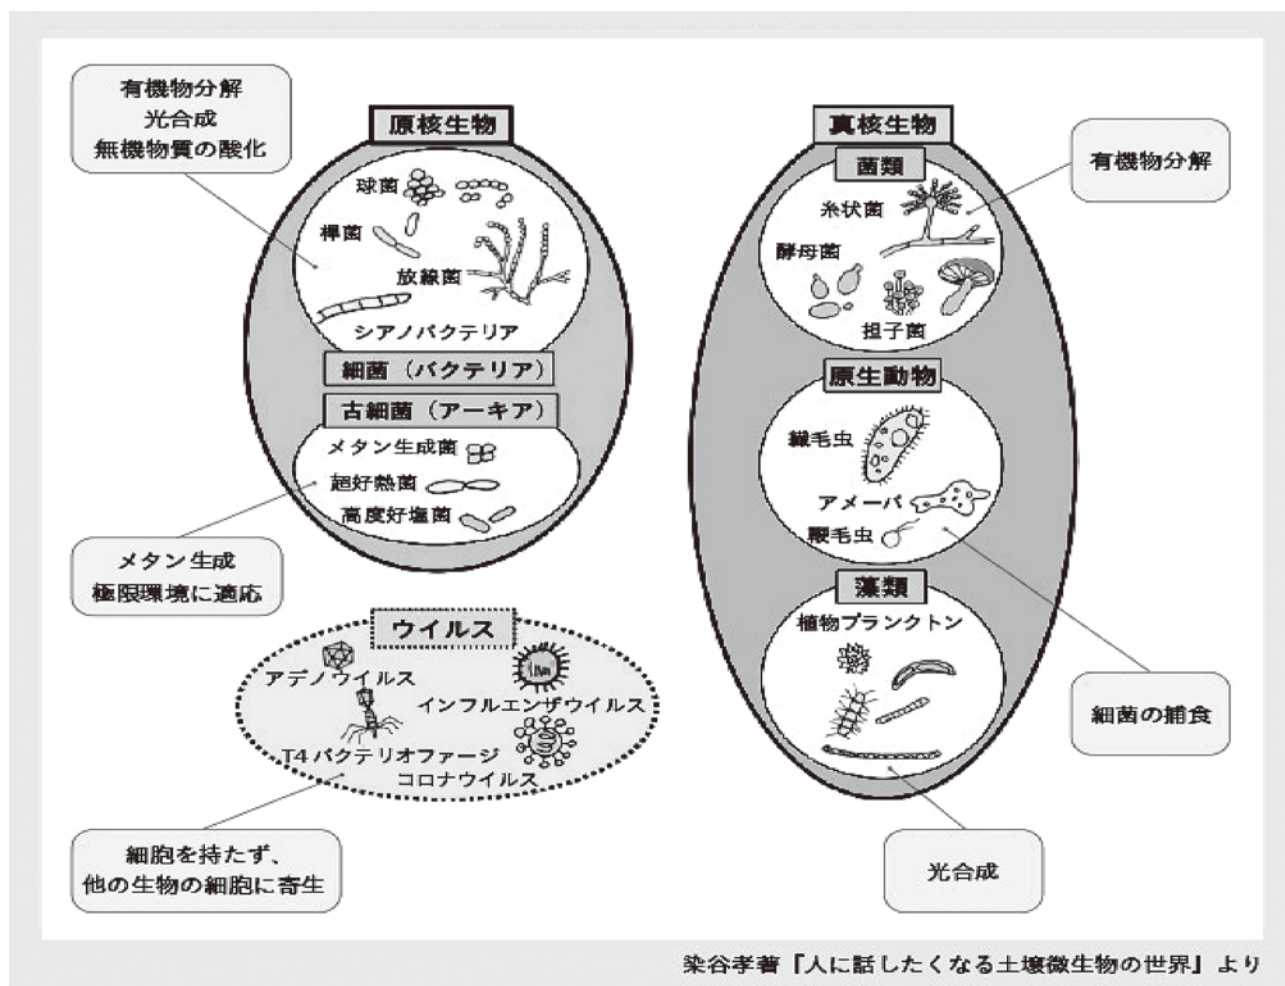 有機物分解
光合成
無機物質の酸化
原核生物
球菌
桿菌
放線菌
シアノバクテリア
細菌（バクテリア）
古細菌（アーキア）
メタン生成菌
超好熱菌
高度好塩菌
メタン生成
極限環境に適応
ウイルス
アデノウイルス
インフルエンザウイルス
T4バクテリオファージ
コロナウイルス
細胞を持たず、
他の生物の細胞に寄生
真核生物
菌類
糸状菌
酵母菌
担子菌
有機物分解
原生動物
繊毛虫
アメーバ
鞭毛虫
細菌の捕食
藻類
植物プランクトン
光合成
染谷孝著『人に話したくなる土壌微生物の世界』より